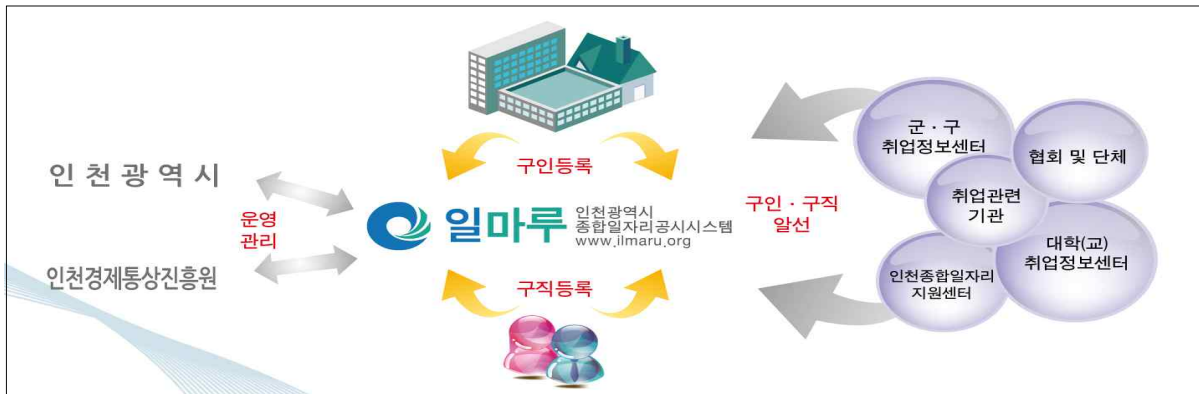 인천광역시
인천경제통상진흥원
운영
관리
구인등록
일마루
인천광역시
종합일자리공시시스템
www.ilmaru.org
구직등록
구인·구직
알선
군·구
취업정보센터
협회 및 단체
취업관련
기관
대학(교)
취업정보센터
인천종합일자리
지원센터